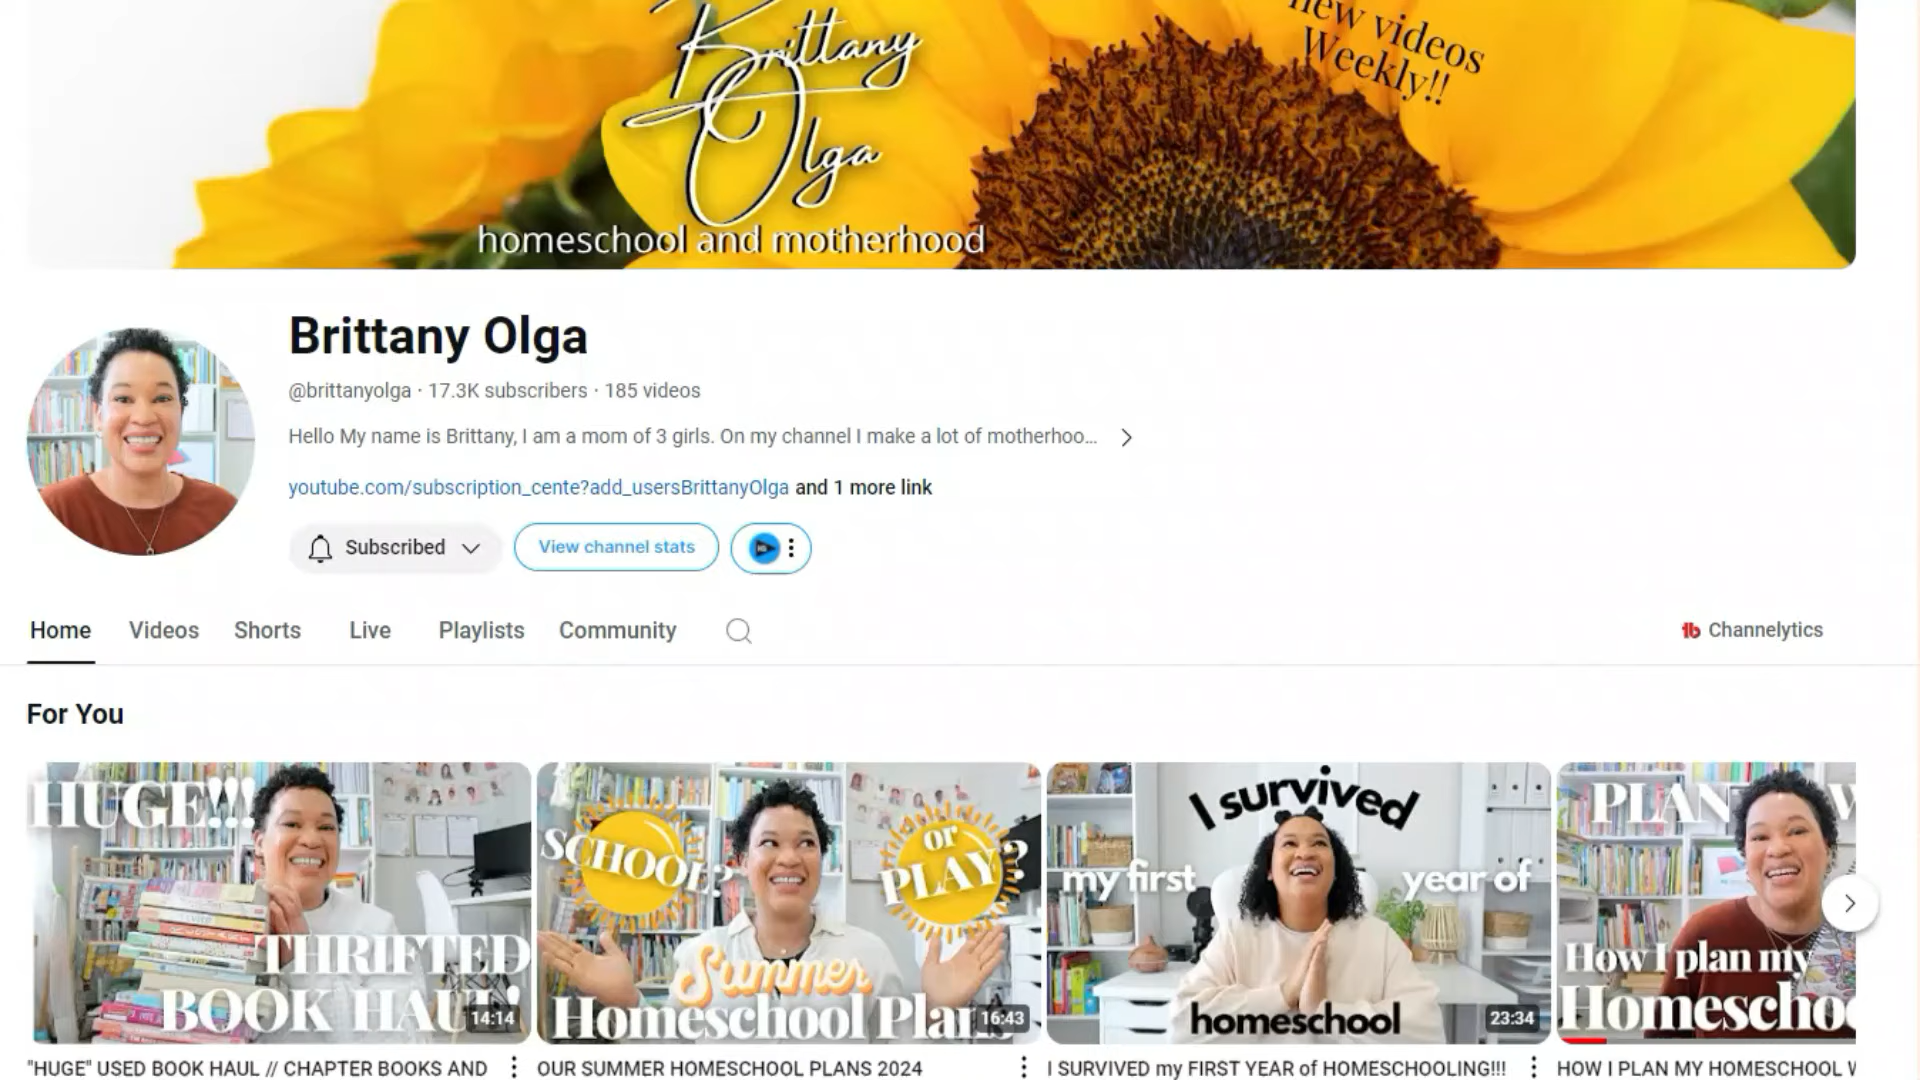 new videos
Weekly!!
Brittany
Olga
homeschool and motherhood
Brittany Olga
@brittanyolga · 17.3K subscribers · 185 videos
Hello My name is Brittany, I am a mom of 3 girls. On my channel I make a lot of motherhoo...
youtube.com/subscription_cente?add_usersBrittanyOlga and 1 more link
Subscribed
View channel stats
Home Videos Shorts Live Playlists Community
Channelytics
For You
HUGE!!!
THRIFTED
BOOK HAUL!
14:14
SCHOOL?
or
PLAY?
Summer
Homeschool Plans
16:43
I survived
my first year of
homeschool
23:34
PLAN W
How I plan my
Homeschoo
"HUGE" USED BOOK HAUL // CHAPTER BOOKS AND
OUR SUMMER HOMESCHOOL PLANS 2024
I SURVIVED my FIRST YEAR of HOMESCHOOLING!!!
HOW I PLAN MY HOMESCHOOL W